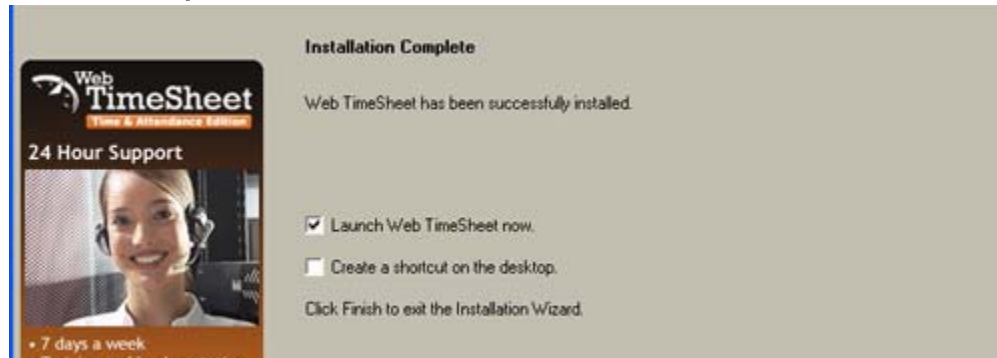 Installation Complete
Web TimeSheet has been successfully installed.
Launch Web TimeSheet now.
Create a shortcut on the desktop.
Click Finish to exit the Installation Wizard.
Web
TimeSheet
Time & Attendance Edition
24 Hour Support
• 7 days a week